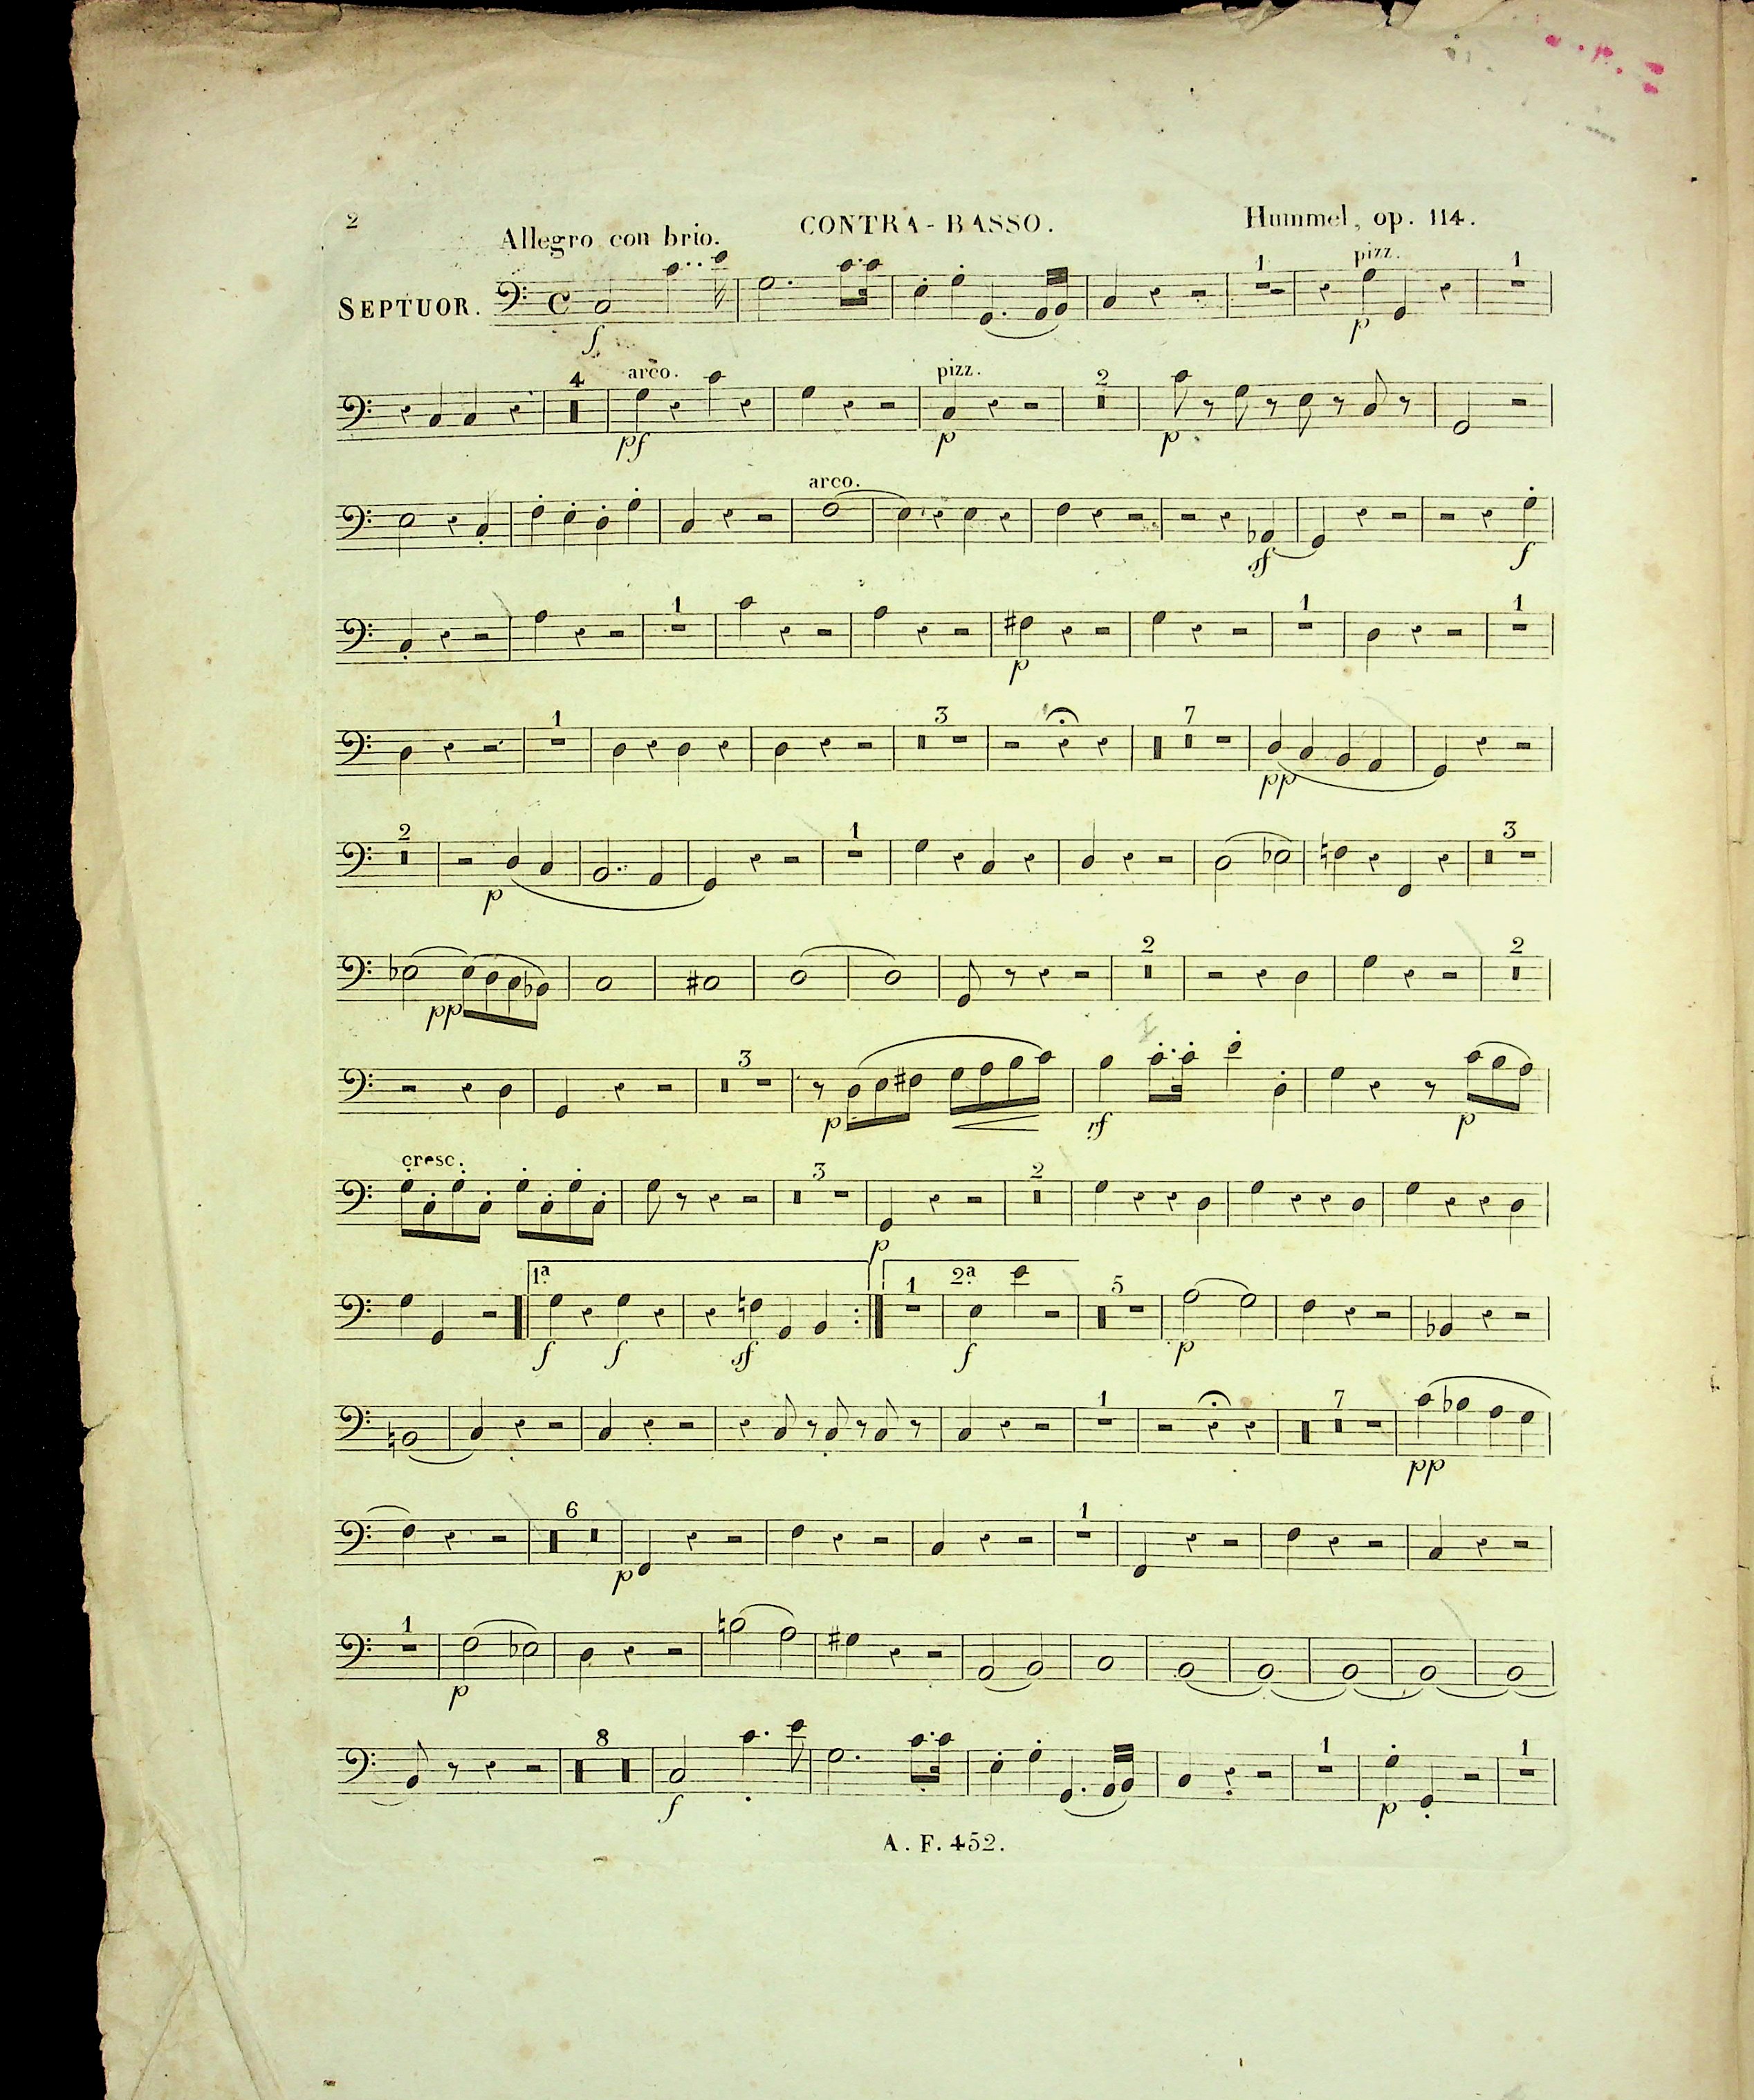 2
CONTRA-BASSO.
Hummel, op. 114.
Allegro con brio.
SEPTUOR.
pizz.
1 1
f p
4 arco. pizz. 2
pf p p
arco.
sf f
1 1 1
p
1 3 7
pp
2 1 3
p
2 2
pp
3
p rf p
cresc. 3 2
p
1ª 1 2ª 5
f f sf f p
1 7
pp
6 1
p
1
p
8 1 1
f p
A. F. 452.